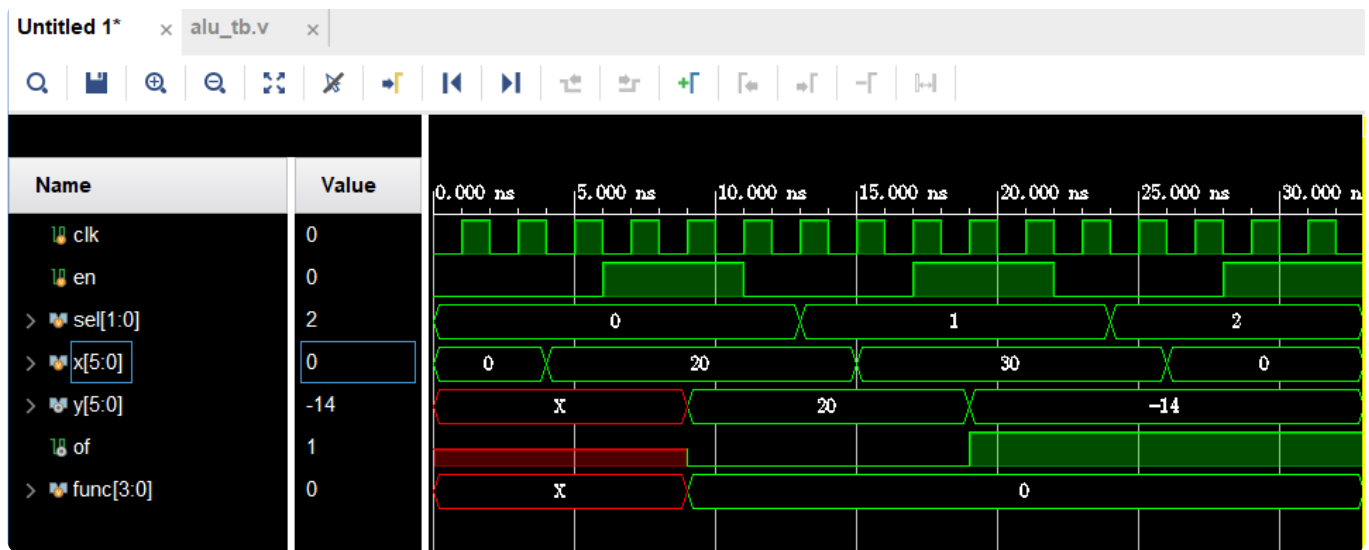 Untitled 1* × alu_tb.v ×
Name Value
0.000 ns 5.000 ns 10.000 ns 15.000 ns 20.000 ns 25.000 ns 30.000 n
clk 0
en 0
sel[1:0] 2 0 1 2
x[5:0] 0 0 20 30 0
y[5:0] -14 X 20 -14
of 1
func[3:0] 0 X 0